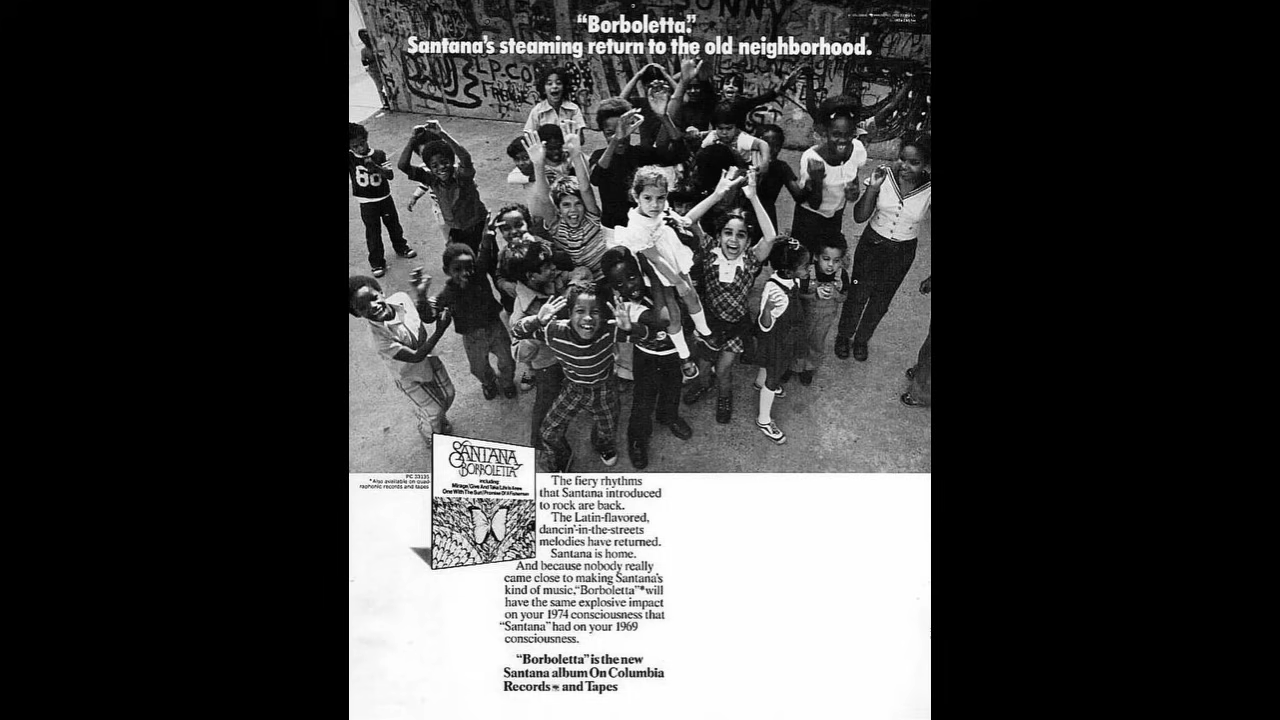 “Borboletta.”
Santana's steaming return to the old neighborhood.
SUNNY
LP.CO
80
PC 33135
*Also available on quad-
raphonic records and tapes
SANTANA
BORBOLETTA
including:
Mirage/Give And Take/Life Is Anew
One With The Sun/Promise Of A Fisherman
The fiery rhythms
that Santana introduced
to rock are back.
The Latin-flavored,
dancin'-in-the-streets
melodies have returned.
Santana is home.
And because nobody really
came close to making Santana's
kind of music,“Borboletta”*will
have the same explosive impact
on your 1974 consciousness that
“Santana” had on your 1969
consciousness.
“Borboletta” is the new
Santana album On Columbia
Records and Tapes